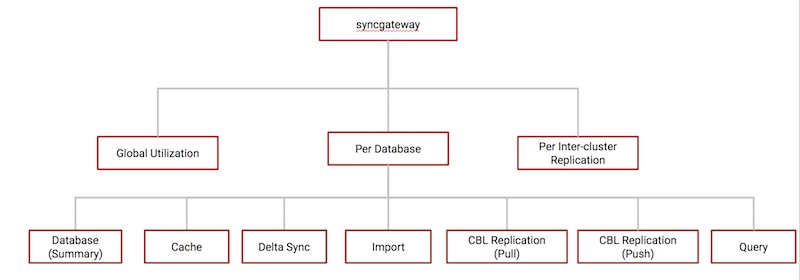 syncgateway
Global Utilization
Per Database
Per Inter-cluster
Replication
Database
(Summary)
Cache
Delta Sync
Import
CBL Replication
(Pull)
CBL Replication
(Push)
Query